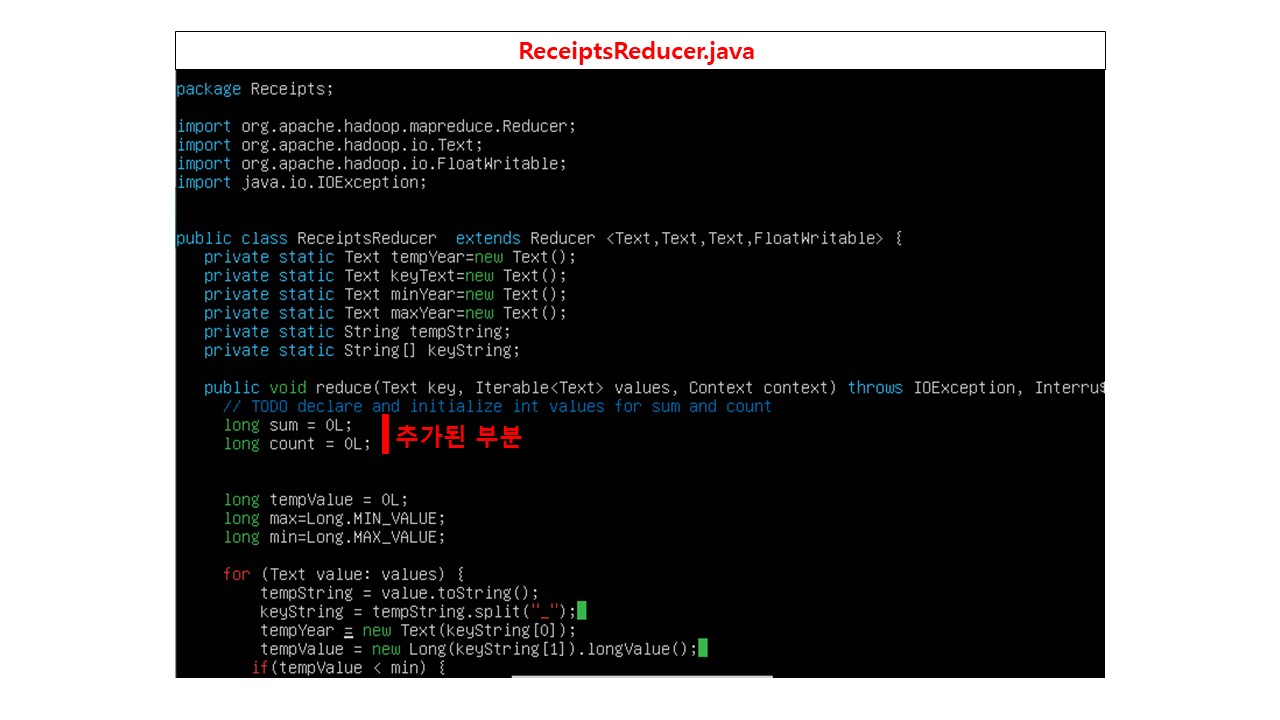 ReceiptsReducer.java
package Receipts;
import org.apache.hadoop.mapreduce.Reducer;
import org.apache.hadoop.io.Text;
import org.apache.hadoop.io.FloatWritable;
import java.io.IOException;
public class ReceiptsReducer  extends Reducer <Text,Text,Text,FloatWritable> {
private static Text tempYear=new Text();
private static Text keyText=new Text();
private static Text minYear=new Text();
private static Text maxYear=new Text();
private static String tempString;
private static String[] keyString;
public void reduce(Text key, Iterable<Text> values, Context context) throws IOException, Interru$
// TODO declare and initialize int values for sum and count
long sum = 0L;
long count = 0L;
추가된 부분
long tempValue = 0L;
long max=Long.MIN_VALUE;
long min=Long.MAX_VALUE;
for (Text value: values) {
tempString = value.toString();
keyString = tempString.split("_");
tempYear = new Text(keyString[0]);
tempValue = new Long(keyString[1]).longValue();
if(tempValue < min) {